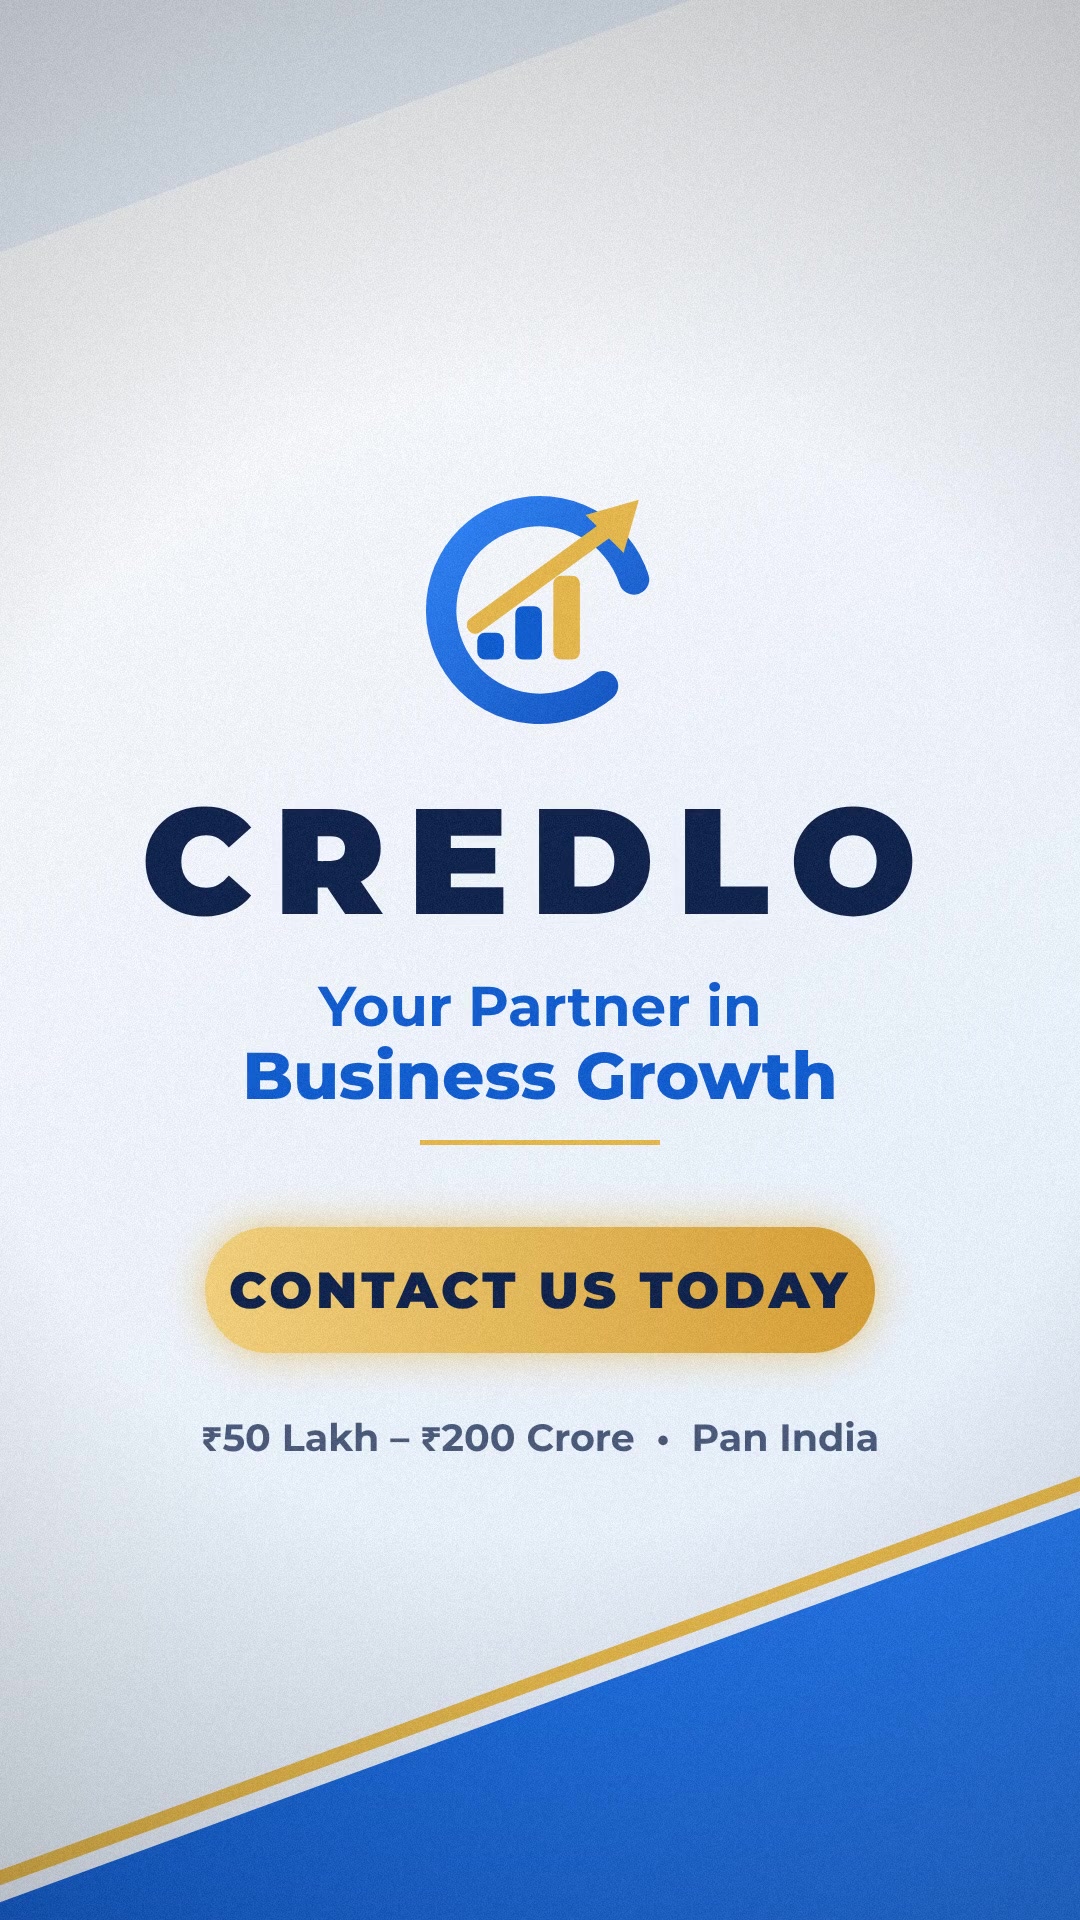 CREDLO
Your Partner in
Business Growth
CONTACT US TODAY
₹50 Lakh – ₹200 Crore • Pan India